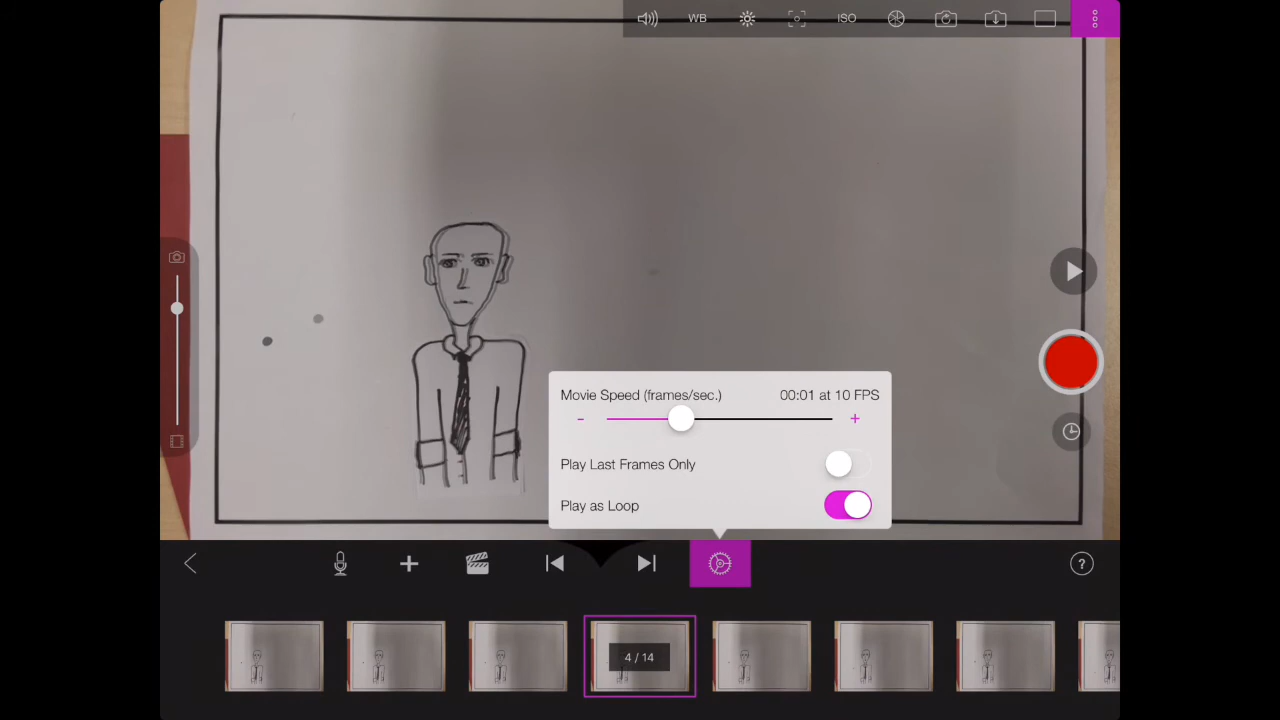 WB
ISO
Movie Speed (frames/sec.) 00:01 at 10 FPS
- +
Play Last Frames Only
Play as Loop
?
4 / 14